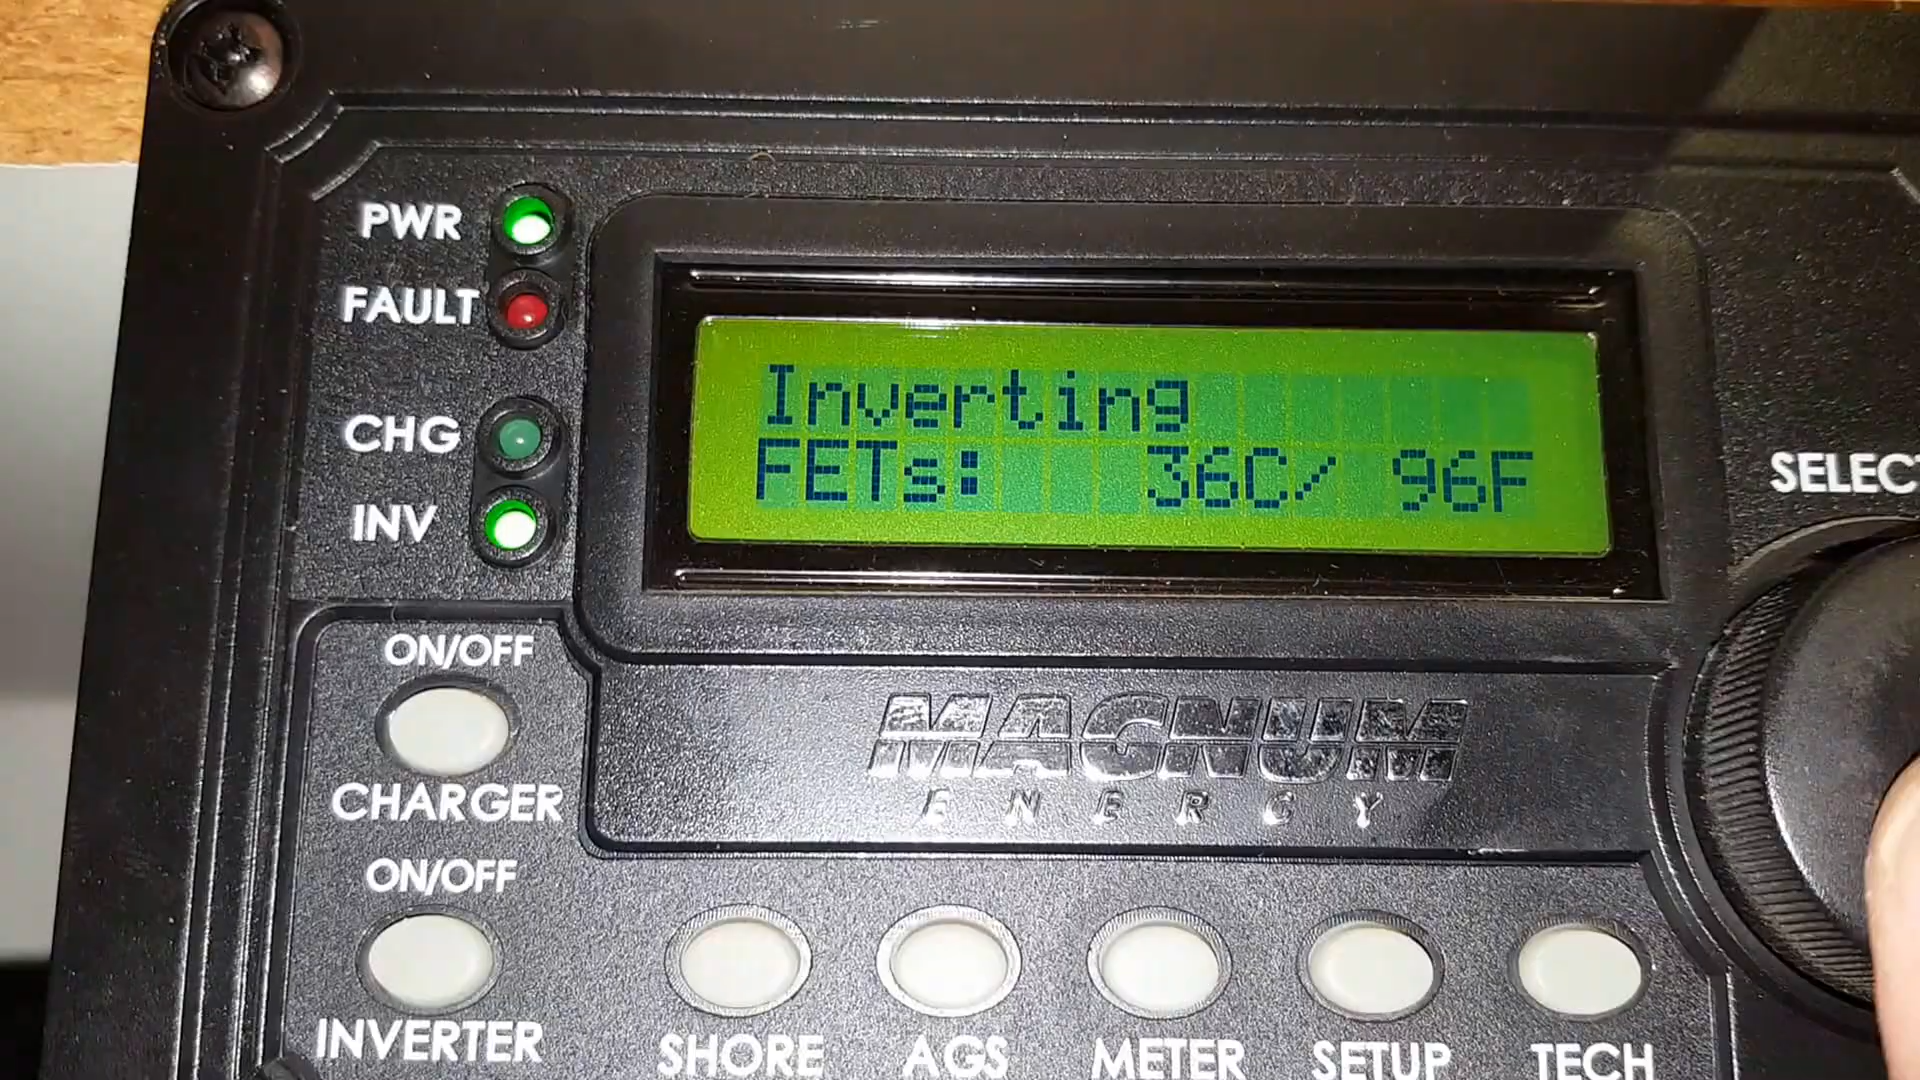 PWR
FAULT
CHG
INV
Inverting
FETs: 36C/ 96F
SELECT
ON/OFF
CHARGER
MAGNUM
ENERGY
ON/OFF
INVERTER
SHORE
AGS
METER
SETUP
TECH